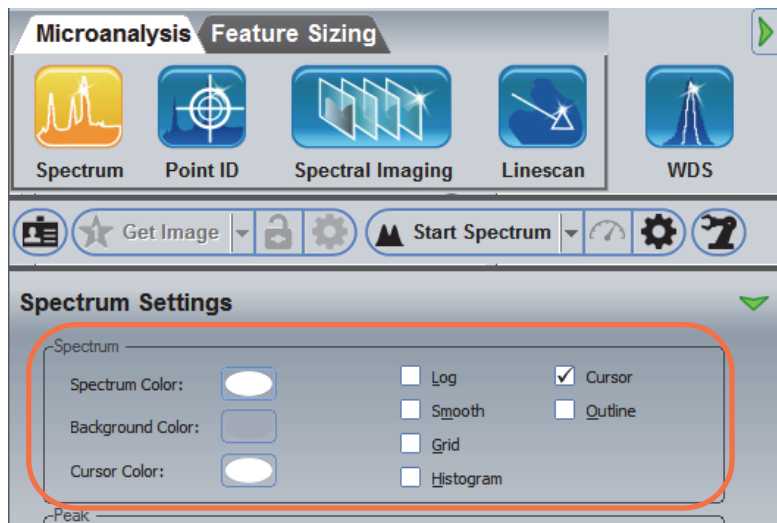 Microanalysis Feature Sizing
Spectrum Point ID Spectral Imaging Linescan WDS
1 Get Image Start Spectrum
Spectrum Settings
Spectrum
Spectrum Color: Log Cursor
Smooth Outline
Background Color:
Grid
Cursor Color:
Histogram
Peak